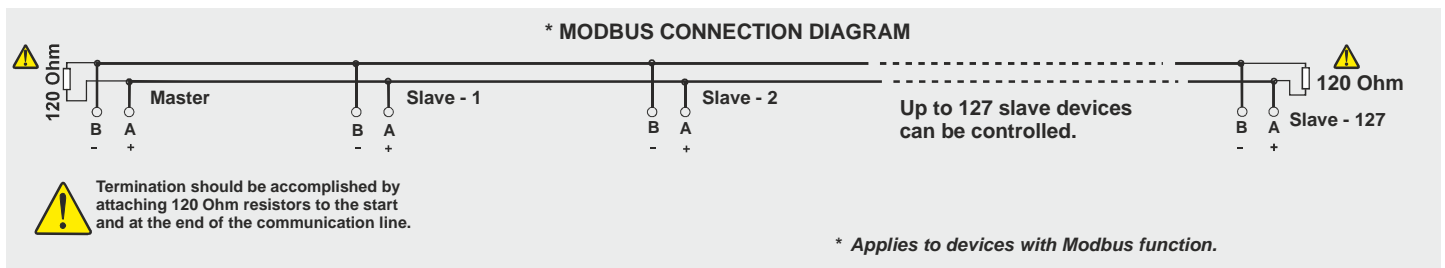 * MODBUS CONNECTION DIAGRAM
120 Ohm
120 Ohm
Master
Slave - 1
Slave - 2
Up to 127 slave devices
can be controlled.
Slave - 127
B A
B A
B A
B A
- +
- +
- +
- +
Termination should be accomplished by
attaching 120 Ohm resistors to the start
and at the end of the communication line.
* Applies to devices with Modbus function.